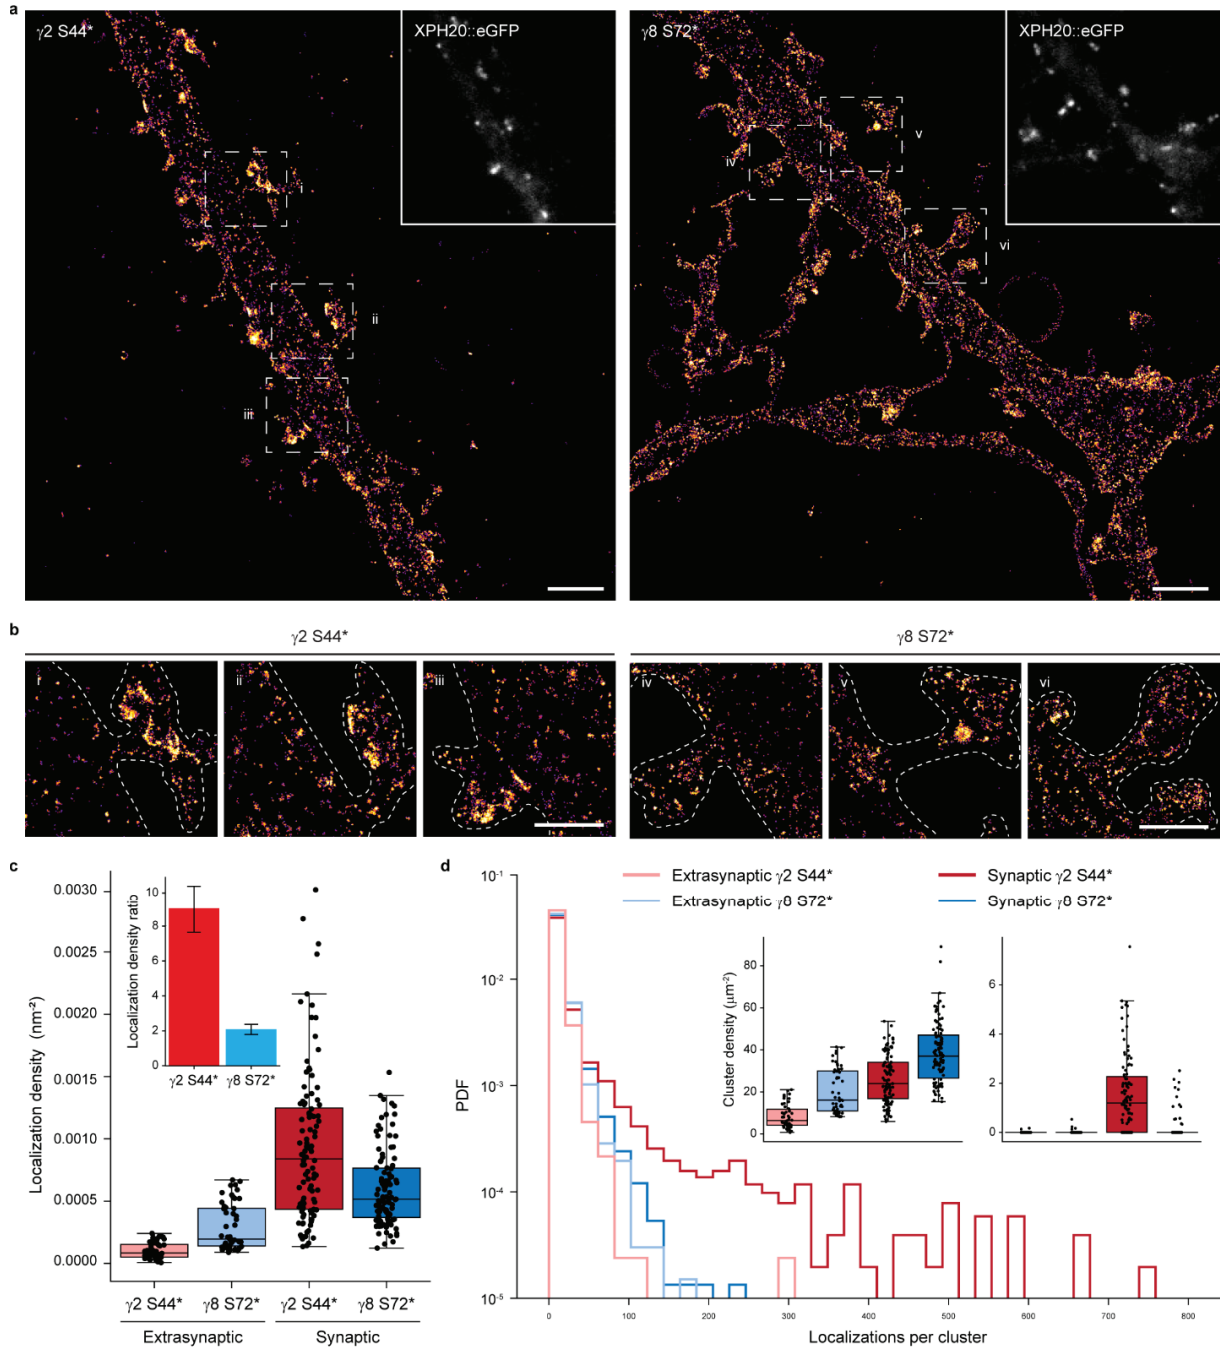 a
γ2 S44*
XPH20::eGFP
i
ii
iii
γ8 S72*
XPH20::eGFP
iv
v
vi
b
γ2 S44*
γ8 S72*
i
ii
iii
iv
v
vi
c
Localization density (nm-2)
0.0030
0.0025
0.0020
0.0015
0.0010
0.0005
0.0000
Localization density ratio
10
8
6
4
2
0
γ2 S44*
γ8 S72*
γ2 S44*
γ8 S72*
γ2 S44*
γ8 S72*
Extrasynaptic
Synaptic
d
Extrasynaptic γ2 S44*
Extrasynaptic γ8 S72*
Synaptic γ2 S44*
Synaptic γ8 S72*
PDF
10-1
10-2
10-3
10-4
10-5
Cluster density (μm-2)
80
60
40
20
0
6
4
2
0
0
100
200
300
400
500
600
700
800
Localizations per cluster